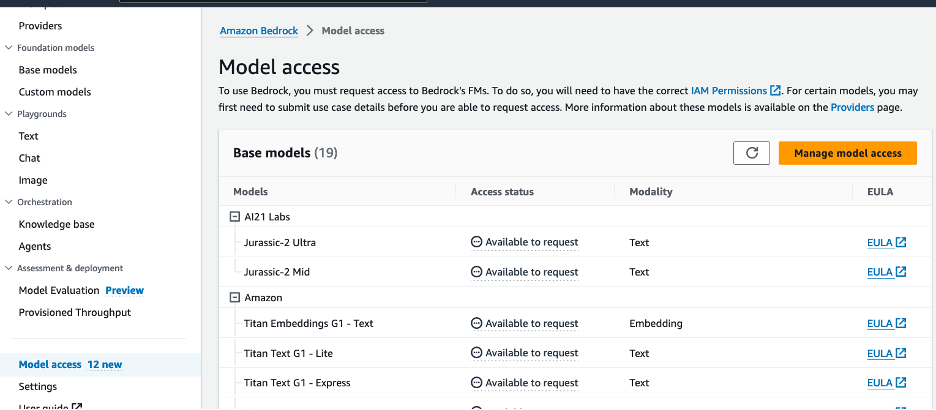 Providers
Foundation models
Base models
Custom models
Playgrounds
Text
Chat
Image
Orchestration
Knowledge base
Agents
Assessment & deployment
Model Evaluation Preview
Provisioned Throughput
Model access 12 new
Settings
User guide
Amazon Bedrock > Model access
Model access
To use Bedrock, you must request access to Bedrock's FMs. To do so, you will need to have the correct IAM Permissions. For certain models, you may
first need to submit use case details before you are able to request access. More information about these models is available on the Providers page.
Base models (19)
Manage model access
Models Access status Modality EULA
AI21 Labs
Jurassic-2 Ultra Available to request Text EULA
Jurassic-2 Mid Available to request Text EULA
Amazon
Titan Embeddings G1 - Text Available to request Embedding EULA
Titan Text G1 - Lite Available to request Text EULA
Titan Text G1 - Express Available to request Text EULA